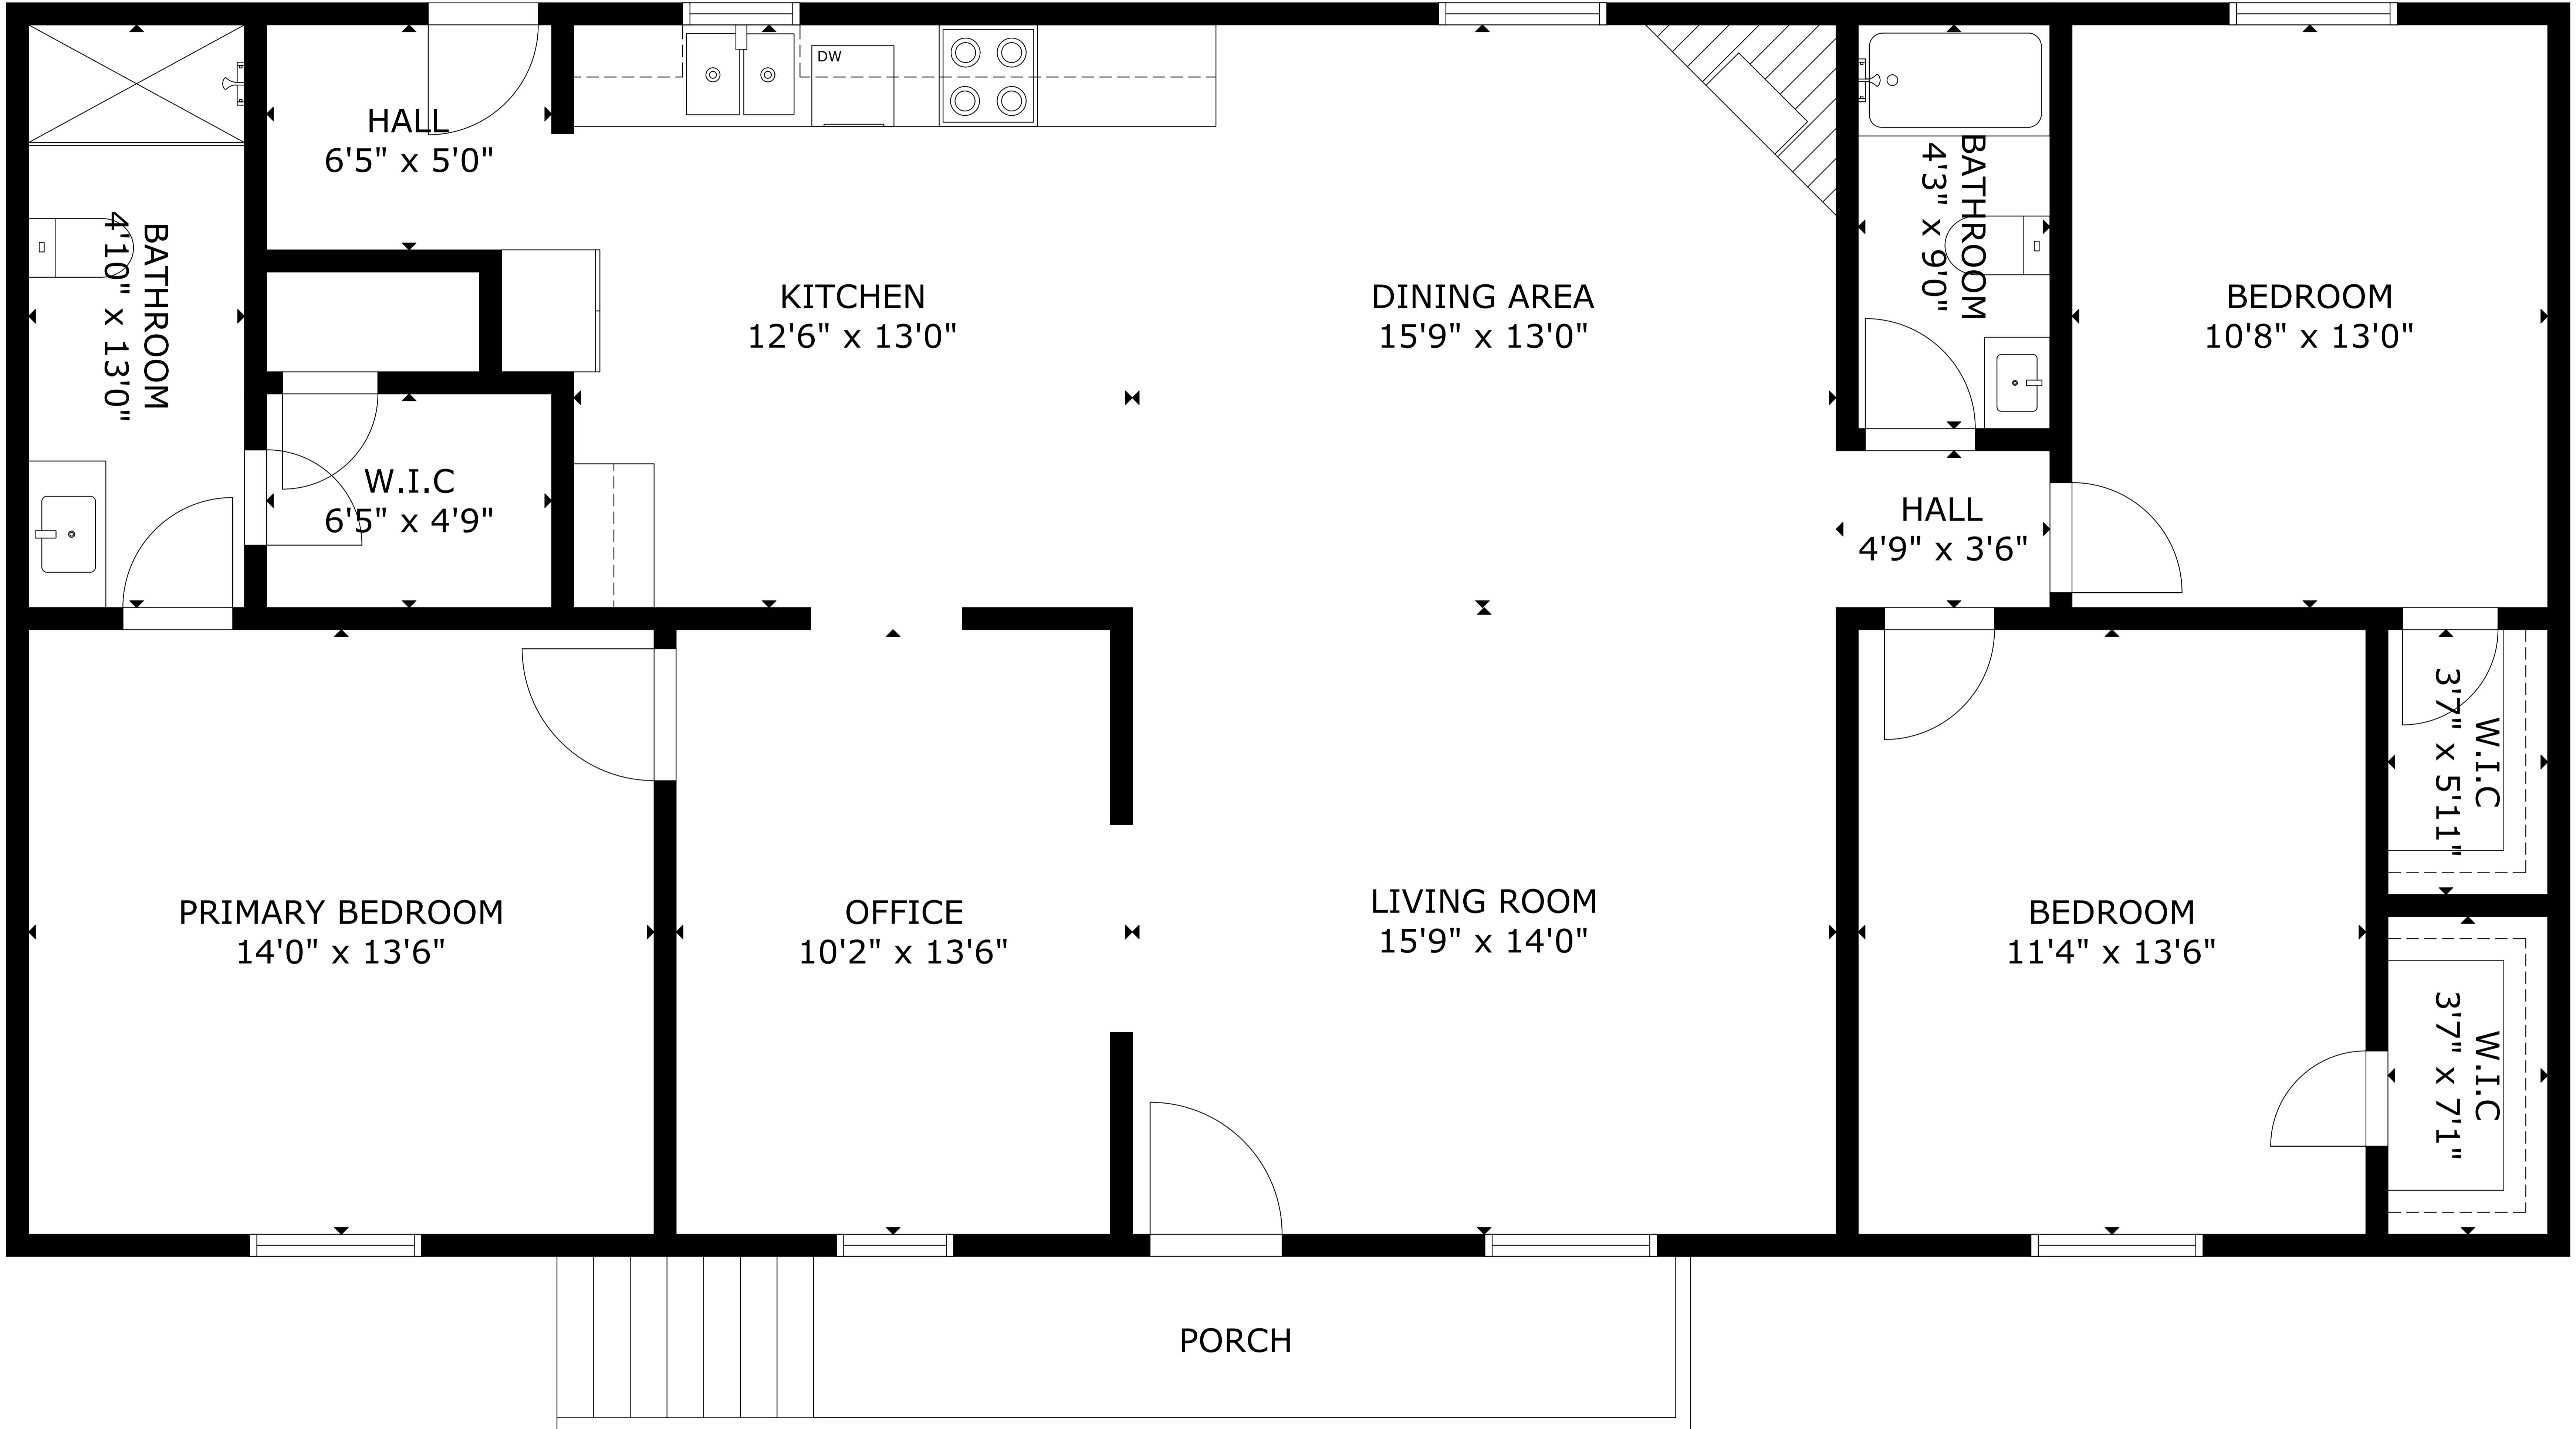 DW
HALL
6'5" x 5'0"
BATHROOM
4'10" x 13'0"
KITCHEN
12'6" x 13'0"
DINING AREA
15'9" x 13'0"
BATHROOM
4'3" x 9'0"
BEDROOM
10'8" x 13'0"
W.I.C
6'5" x 4'9"
HALL
4'9" x 3'6"
PRIMARY BEDROOM
14'0" x 13'6"
OFFICE
10'2" x 13'6"
LIVING ROOM
15'9" x 14'0"
BEDROOM
11'4" x 13'6"
W.I.C
3'7" x 5'11"
W.I.C
3'7" x 7'1"
PORCH